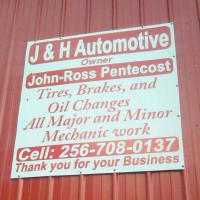 J & H Automotive
Owner
John-Ross Pentecost
Tires, Brakes, and
Oil Changes
All Major and Minor
Mechanic work
Cell: 256-708-0137
Thank you for your Business